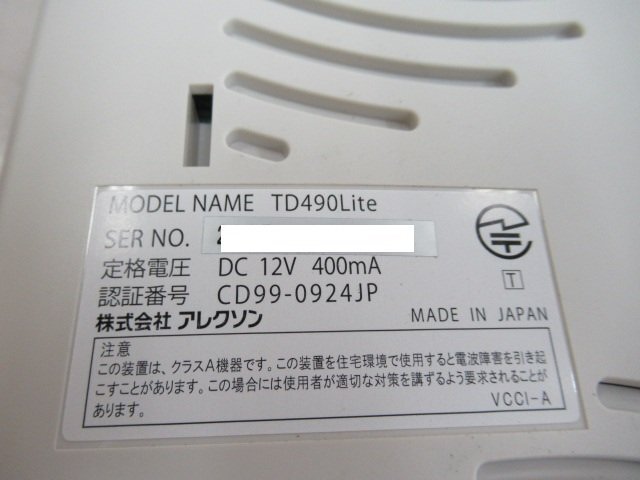 MODEL NAME TD490Lite
SER NO.
定格電圧 DC 12V 400mA
認証番号 CD99-0924JP
T
株式会社 アレクソン MADE IN JAPAN
注意
この装置は、クラスA機器です。この装置を住宅環境で使用すると電波障害を引き起
こすことがあります。この場合には使用者が適切な対策を講ずるよう要求されることが
あります。
VCCI-A